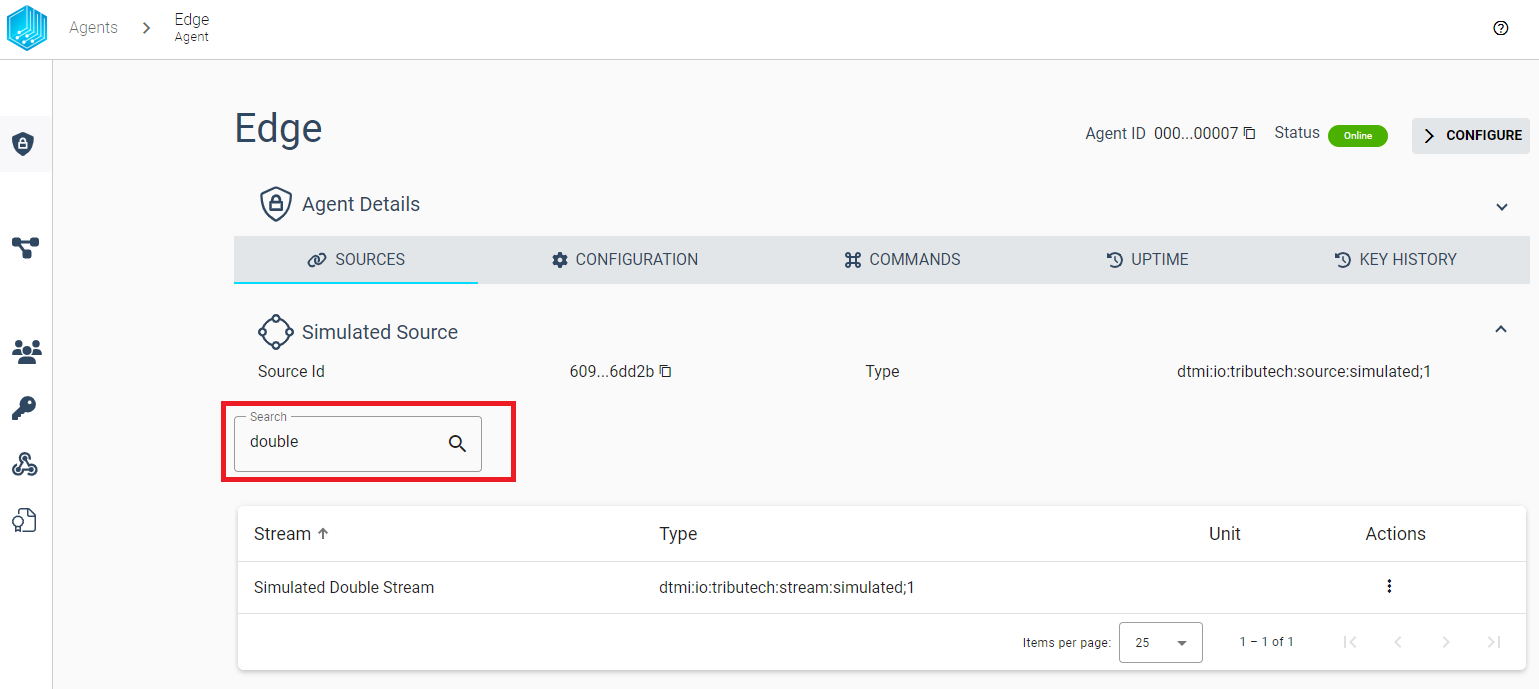 Agents
Edge
Agent
Edge
Agent ID 000...00007 Status Online CONFIGURE
Agent Details
SOURCES CONFIGURATION COMMANDS UPTIME KEY HISTORY
Simulated Source
Source Id 609...6dd2b Type dtmi:io:tributech:source:simulated;1
Search
double
Stream Type Unit Actions
Simulated Double Stream dtmi:io:tributech:stream:simulated;1
Items per page: 25 1 – 1 of 1